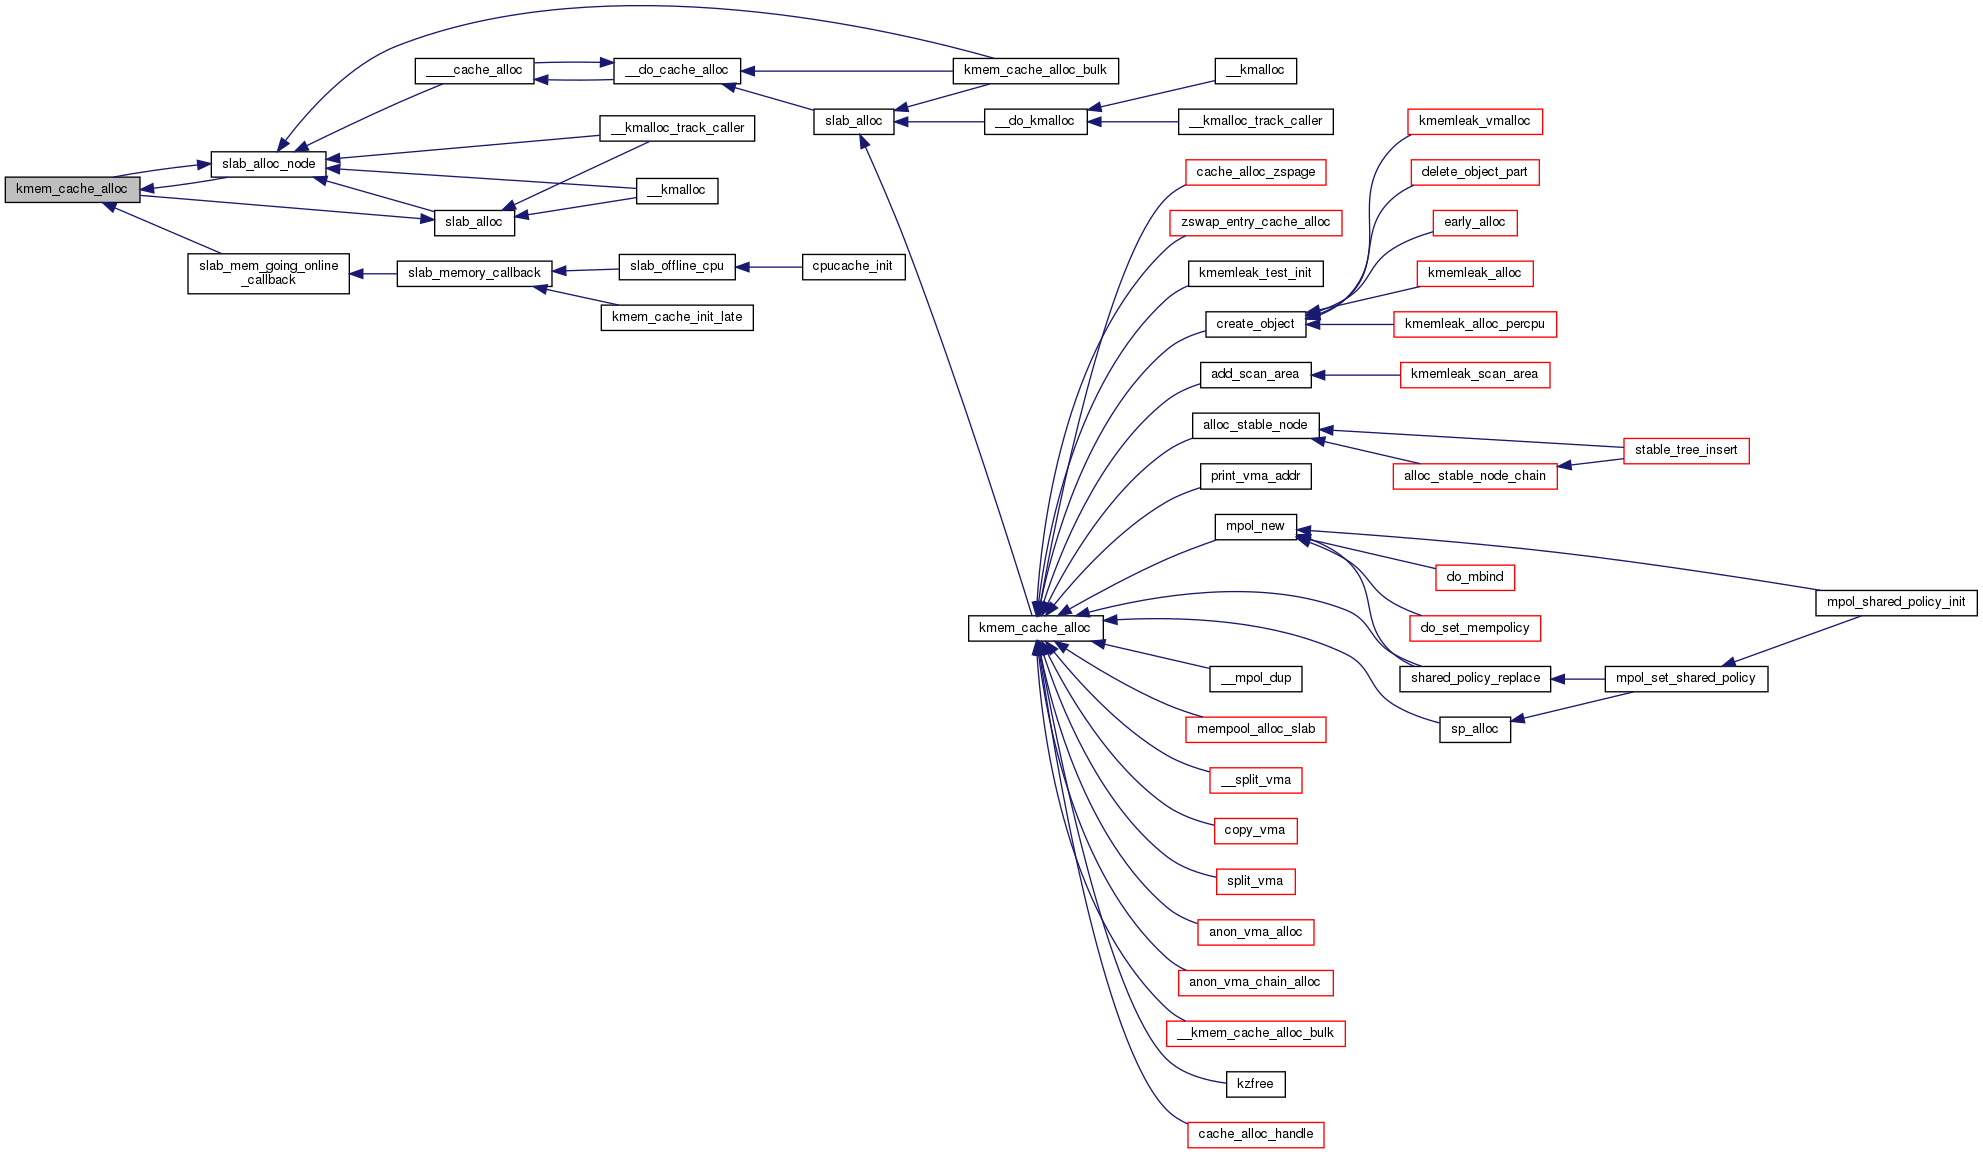 kmem_cache_alloc
slab_alloc_node
slab_mem_going_online
_callback
____cache_alloc
__kmalloc_track_caller
__kmalloc
slab_alloc
slab_memory_callback
__do_cache_alloc
slab_offline_cpu
kmem_cache_init_late
cpucache_init
slab_alloc
kmem_cache_alloc_bulk
__do_kmalloc
__kmalloc
__kmalloc_track_caller
kmem_cache_alloc
cache_alloc_zspage
zswap_entry_cache_alloc
kmemleak_test_init
create_object
add_scan_area
alloc_stable_node
print_vma_addr
mpol_new
__mpol_dup
mempool_alloc_slab
__split_vma
copy_vma
split_vma
anon_vma_alloc
anon_vma_chain_alloc
__kmem_cache_alloc_bulk
kzfree
cache_alloc_handle
kmemleak_vmalloc
delete_object_part
early_alloc
kmemleak_alloc
kmemleak_alloc_percpu
kmemleak_scan_area
alloc_stable_node_chain
stable_tree_insert
do_mbind
do_set_mempolicy
shared_policy_replace
sp_alloc
mpol_set_shared_policy
mpol_shared_policy_init